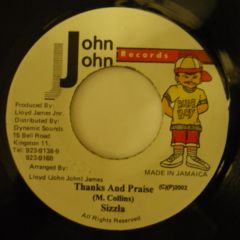 John
John
Records
Produced By:
Lloyd James Jnr.
Distributed By:
Dynamic Sounds
15 Bell Road
Kingston 11,
Tel: 923-9138-9
923-9168
Arranged By:
MADE IN JAMAICA
Lloyd (John John) James
Thanks And Praise
(C)(P)2002
(M. Collins)
Sizzla
All Rights Reserved